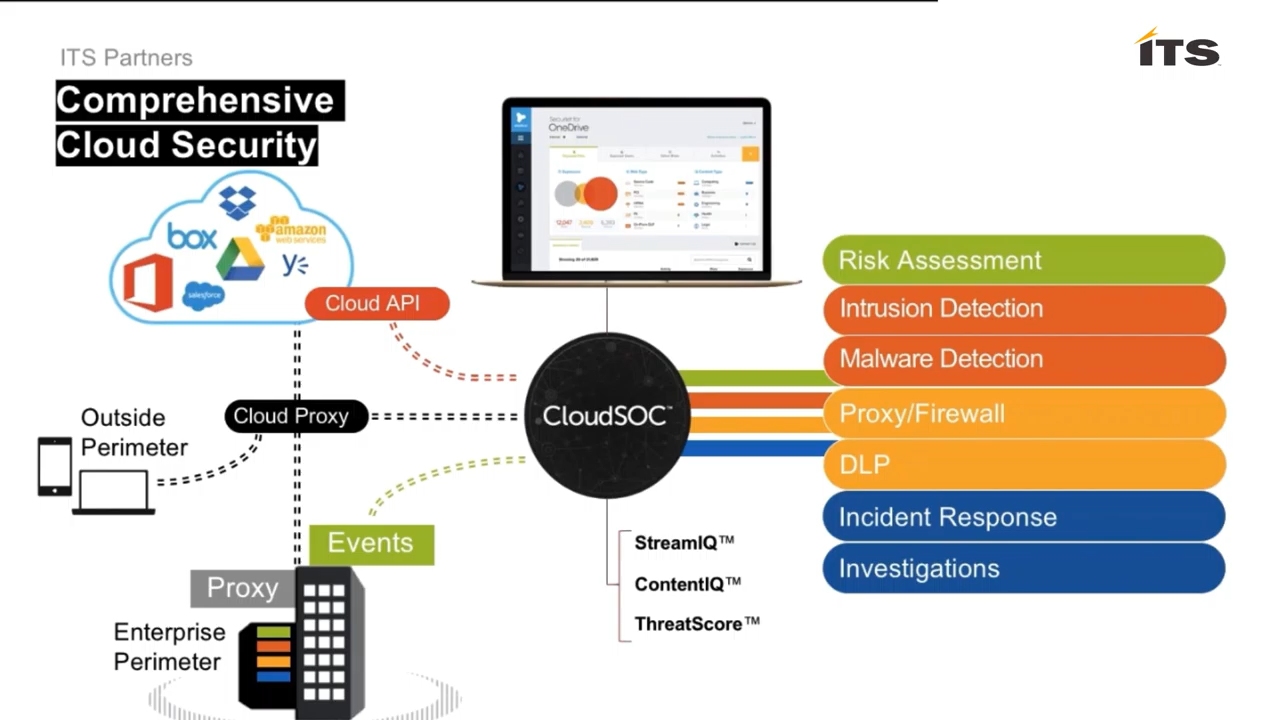 ITS Partners
iTS
Comprehensive
Cloud Security
box
amazon
web services
salesforce
Cloud API
Securlet for
OneDrive
Risk Assessment
Intrusion Detection
Malware Detection
Outside
Perimeter
Cloud Proxy
CloudSOC™
Proxy/Firewall
DLP
Incident Response
Investigations
Events
StreamIQ™
ContentIQ™
ThreatScore™
Proxy
Enterprise
Perimeter